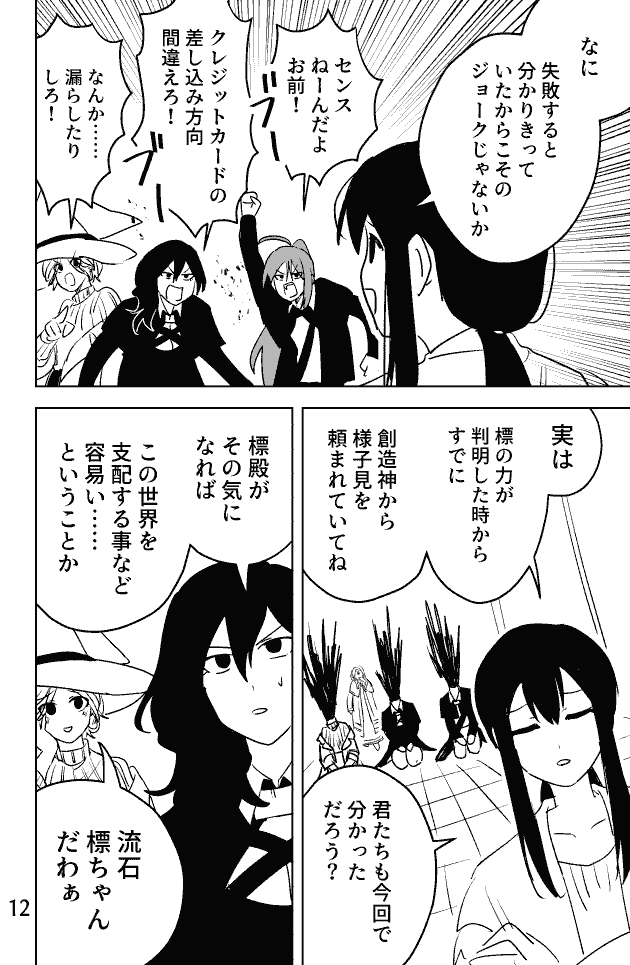 なに
失敗すると
分かりきって
いたからこその
ジョークじゃないか
センス
ねーんだよ
お前！
ブッ
クレジットカードの
差し込み方向
間違えろ！
ブッ
なんか……
漏らしたり
しろ！
実は
標の力が
判明した時から
すでに
創造神から
様子見を
頼まれていてね
君たちも今回で
分かった
だろう？
標殿が
その気に
なれば
この世界を
支配する事など
容易い……
ということか
流石
標ちゃん
だわぁ
12